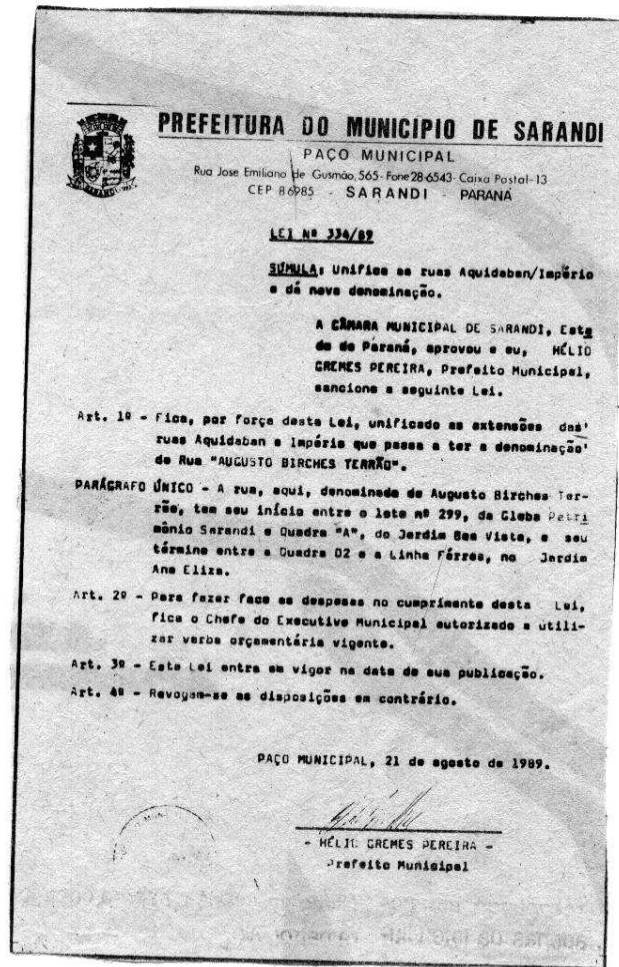 PREFEITURA DO MUNICIPIO DE SARANDI
PAÇO MUNICIPAL
Rua Jose Emiliano de Gusmão, 565 - Fone 28-6543 - Caixa Postal - 13
CEP 86985 - SARANDI - PARANÁ
LEI Nº 334/89
SÚMULA: Unifica as ruas Aquidaban/Império
e dá nova denominação.
A CÂMARA MUNICIPAL DE SARANDI, Esta
do do Paraná, aprovou e eu, HÉLIO
GREMES PEREIRA, Prefeito Municipal,
sanciono a seguinte Lei.
Art. 1º - Fica, por força desta Lei, unificado as extensões das'
ruas Aquidaban e Império que passa a ter a denominação'
de Rua "AUGUSTO BIRCHES TERRÃO".
PARÁGRAFO ÚNICO - A rua, aqui, denominada de Augusto Birches Ter-
rão, tem seu início entre o lote nº 299, da Gleba Patri
mônio Sarandi e Quadra "A", do Jardim Boa Vista, e seu
término entre a Quadra 02 e a Linha Férrea, no Jardim
Ana Eliza.
Art. 2º - Para fazer face as despesas no cumprimento desta Lei,
fica o Chefe do Executivo Municipal autorizado a utili-
zar verba orçamentária vigente.
Art. 3º - Esta Lei entra em vigor na data de sua publicação.
Art. 4º - Revogam-se as disposições em contrário.
PAÇO MUNICIPAL, 21 de agosto de 1989.
- HÉLIO GREMES PEREIRA -
Prefeito Municipal